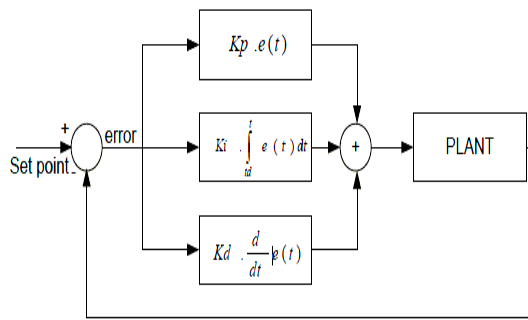 Kp .e(t)
+
error
Set point
-
Ki . ∫ e (t) dt
t
td
+
PLANT
Kd . d/dt e(t)